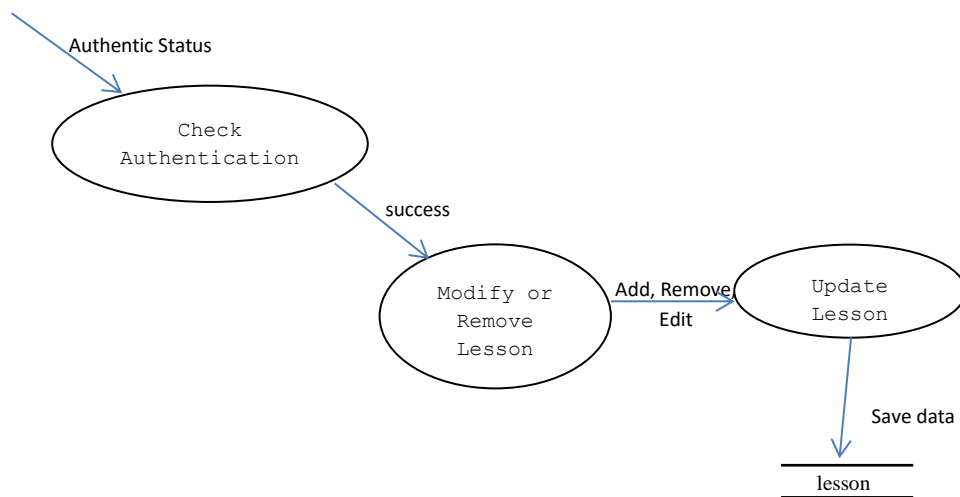 Authentic Status
Check
Authentication
success
Modify or
Remove
Lesson
Add, Remove,
Edit
Update
Lesson
Save data
lesson